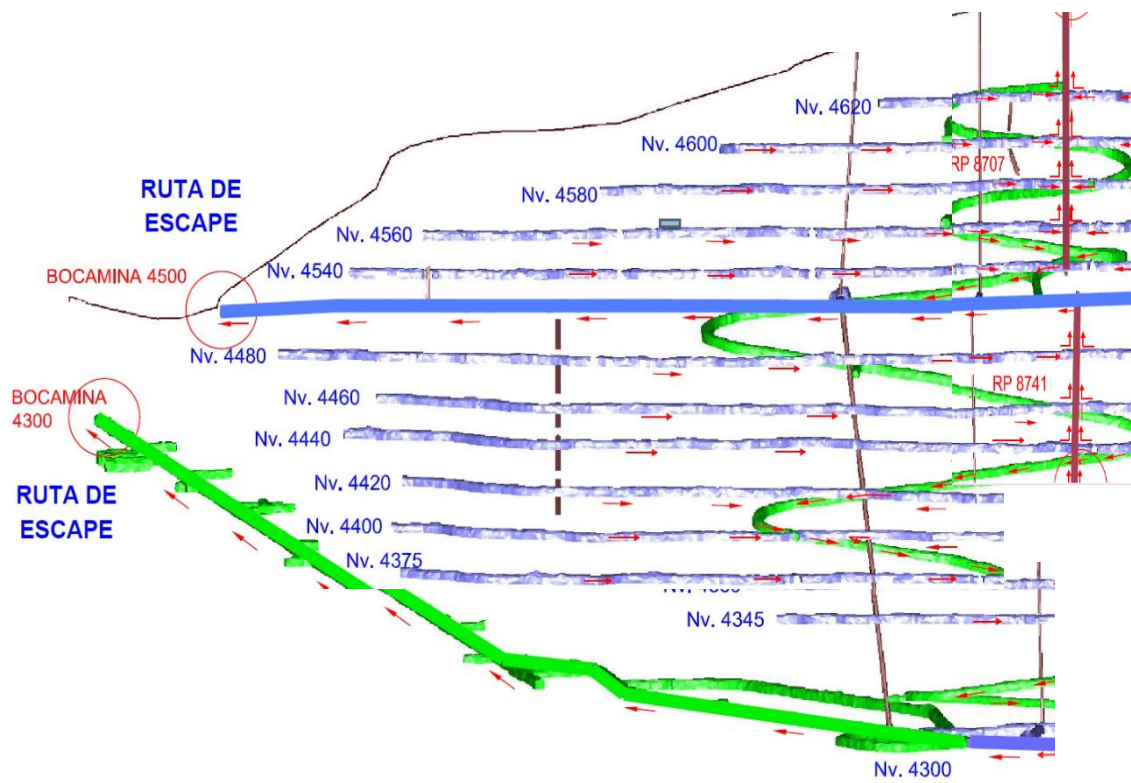 Nv. 4620
Nv. 4600
RP 8707
RUTA DE
ESCAPE
Nv. 4580
Nv. 4560
Nv. 4540
BOCAMINA 4500
Nv. 4480
BOCAMINA
4300
Nv. 4460
RP 8741
Nv. 4440
RUTA DE
ESCAPE
Nv. 4420
Nv. 4400
Nv. 4375
Nv. 4345
Nv. 4300